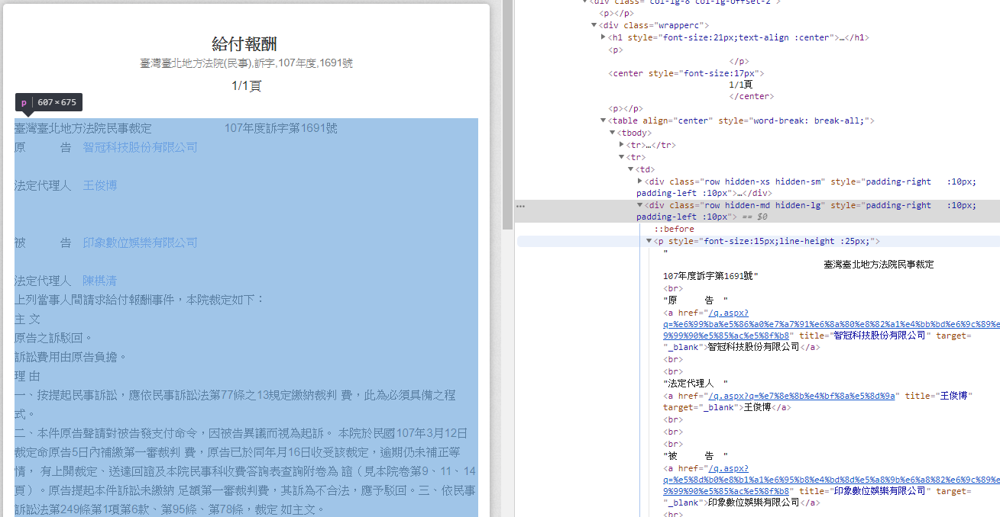 給付報酬
臺灣臺北地方法院(民事),訴字,107年度,1691號
1/1頁
p 607 × 675
臺灣臺北地方法院民事裁定 107年度訴字第1691號
原 告 智冠科技股份有限公司
法定代理人 王俊博
被 告 印象數位娛樂有限公司
法定代理人 陳棋清
上列當事人間請求給付報酬事件，本院裁定如下：
主 文
原告之訴駁回。
訴訟費用由原告負擔。
理 由
一、按提起民事訴訟，應依民事訴訟法第77條之13規定繳納裁判 費，此為必須具備之程
式。
二、本件原告聲請對被告發支付命令，因被告異議而視為起訴。 本院於民國107年3月12日
裁定命原告5日內補繳第一審裁判 費，原告已於同年月16日收受該裁定，逾期仍未補正等
情， 有上開裁定、送達回證及本院民事科收費答詢表查詢附卷為 證（見本院卷第9、11、14
頁）。原告提起本件訴訟未繳納 足額第一審裁判費，其訴為不合法，應予駁回。三、依民事
訴訟法第249條第1項第6款、第95條、第78條，裁定 如主文。
<div class="col-lg-8 col-lg-offset-2">
<p></p>
<div class="wrapperc">
<h1 style="font-size:21px;text-align :center">…</h1>
<p>
</p>
<center style="font-size:17px">
1/1頁
</center>
<p></p>
<table align="center" style="word-break: break-all;">
<tbody>
<tr>…</tr>
<tr>
<td>
<div class="row hidden-xs hidden-sm" style="padding-right :10px;
padding-left :10px">…</div>
<div class="row hidden-md hidden-lg" style="padding-right :10px;
padding-left :10px"> == $0
::before
<p style="font-size:15px;line-height :25px;">
"
臺灣臺北地方法院民事裁定
107年度訴字第1691號"
<br>
"原 告 "
<a href="/q.aspx?
q=%e6%99%ba%e5%86%a0%e7%a7%91%e6%8a%80%e8%82%a1%e4%bb%bd%e6%9c%89%e
9%99%90%e5%85%ac%e5%8f%b8" title="智冠科技股份有限公司" target=
"_blank">智冠科技股份有限公司</a>
<br>
<br>
"法定代理人 "
<a href="/q.aspx?q=%e7%8e%8b%e4%bf%8a%e5%8d%9a" title="王俊博"
target="_blank">王俊博</a>
<br>
<br>
<br>
"被 告 "
<a href="/q.aspx?
q=%e5%8d%b0%e8%b1%a1%e6%95%b8%e4%bd%8d%e5%a8%9b%e6%a8%82%e6%9c%89%e
9%99%90%e5%85%ac%e5%8f%b8" title="印象數位娛樂有限公司" target=
"_blank">印象數位娛樂有限公司</a>
<br>